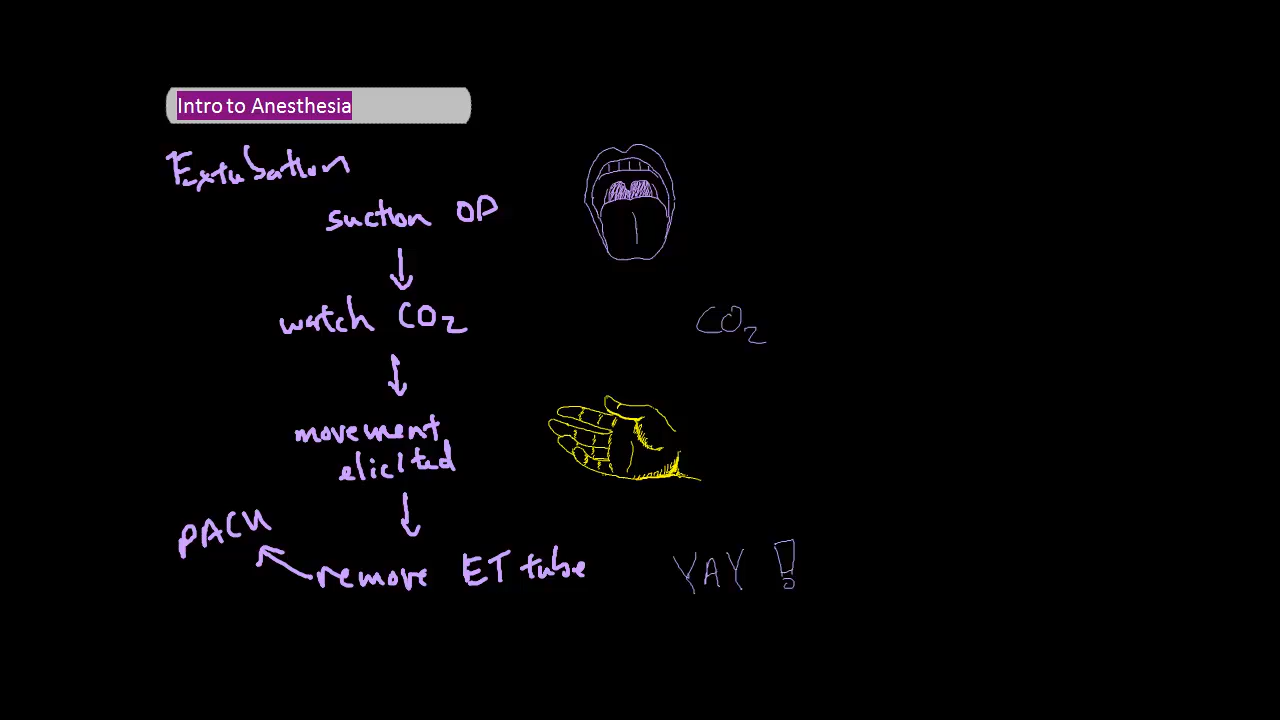 Intro to Anesthesia
Extubation
suction OP
watch CO2
CO2
movement
elicited
PACU
remove ET tube
YAY!